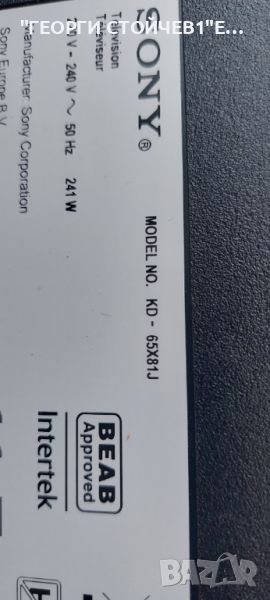 "ГЕОРГИ СТОЙЧЕВ1"Е...
SONY®
Television
Téléviseur
V - 240 V ~ 50 Hz 241 W
Manufacturer: Sony Corporation
Sony Europe B.V.
MODEL NO. KD - 65X81J
BEAB
Approved
Intertek
BAZAR